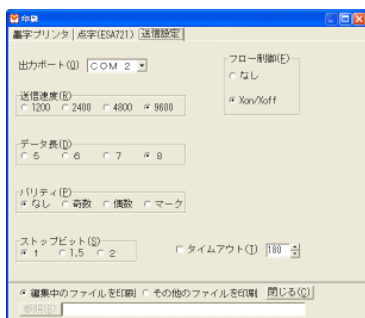 印刷
墨字プリンタ 点字(ESA721) 送信設定
出力ポート(Q) COM 2
フロー制御(F)
なし
Xon/Xoff
送信速度(R)
1200 2400 4800 9600
データ長(D)
5 6 7 8
パリティ(P)
なし 奇数 偶数 マーク
ストップビット(S)
1 1.5 2
タイムアウト(T) 180
編集中のファイルを印刷 その他のファイルを印刷 閉じる(C)